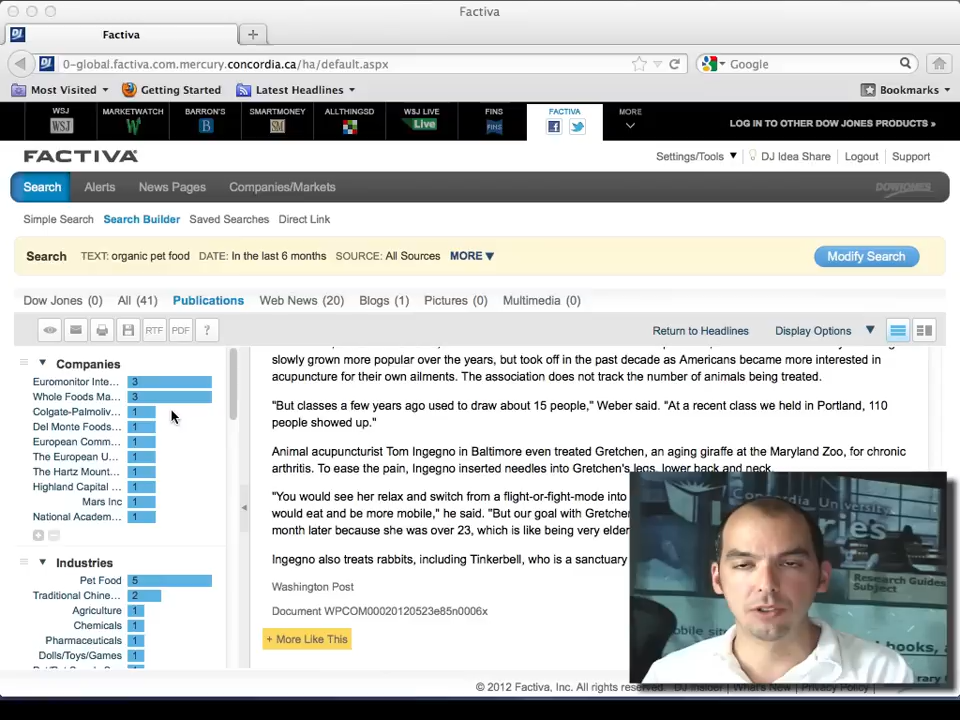 Factiva
Factiva
0-global.factiva.com.mercury.concordia.ca/ha/default.aspx
Google
Most Visited
Getting Started
Latest Headlines
Bookmarks
WSJ
MARKETWATCH
BARRON'S
SMARTMONEY
ALLTHINGSD
WSJ LIVE
FINS
FACTIVA
MORE
WSJ
W
B
SM
Live
FINS
LOG IN TO OTHER DOW JONES PRODUCTS »
FACTIVA
Settings/Tools ▼ DJ Idea Share Logout Support
Search Alerts News Pages Companies/Markets
DOWJONES
Simple Search Search Builder Saved Searches Direct Link
Search TEXT: organic pet food DATE: In the last 6 months SOURCE: All Sources MORE ▼
Modify Search
Dow Jones (0) All (41) Publications Web News (20) Blogs (1) Pictures (0) Multimedia (0)
RTF PDF ?
Return to Headlines Display Options ▼
Companies
Euromonitor Inte... 3
Whole Foods Ma... 3
Colgate-Palmoliv... 1
Del Monte Foods... 1
European Comm... 1
The European U... 1
The Hartz Mount... 1
Highland Capital ... 1
Mars Inc 1
National Academ... 1
Industries
Pet Food 5
Traditional Chine... 2
Agriculture 1
Chemicals 1
Pharmaceuticals 1
Dolls/Toys/Games 1
slowly grown more popular over the years, but took off in the past decade as Americans became more interested in
acupuncture for their own ailments. The association does not track the number of animals being treated.
"But classes a few years ago used to draw about 15 people," Weber said. "At a recent class we held in Portland, 110
people showed up."
Animal acupuncturist Tom Ingegno in Baltimore even treated Gretchen, an aging giraffe at the Maryland Zoo, for chronic
arthritis. To ease the pain, Ingegno inserted needles into Gretchen's legs, lower back and neck.
"You would see her relax and switch from a flight-or-fight-mode into
would eat and be more mobile," he said. "But our goal with Gretchen
month later because she was over 23, which is like being very elder
Ingegno also treats rabbits, including Tinkerbell, who is a sanctuary
Washington Post
Document WPCOM00020120523e85n0006x
+ More Like This
Concordia University
Libraries
Research Guides
Subject
© 2012 Factiva, Inc. All rights reserved. DJ Insider What's New Privacy Policy